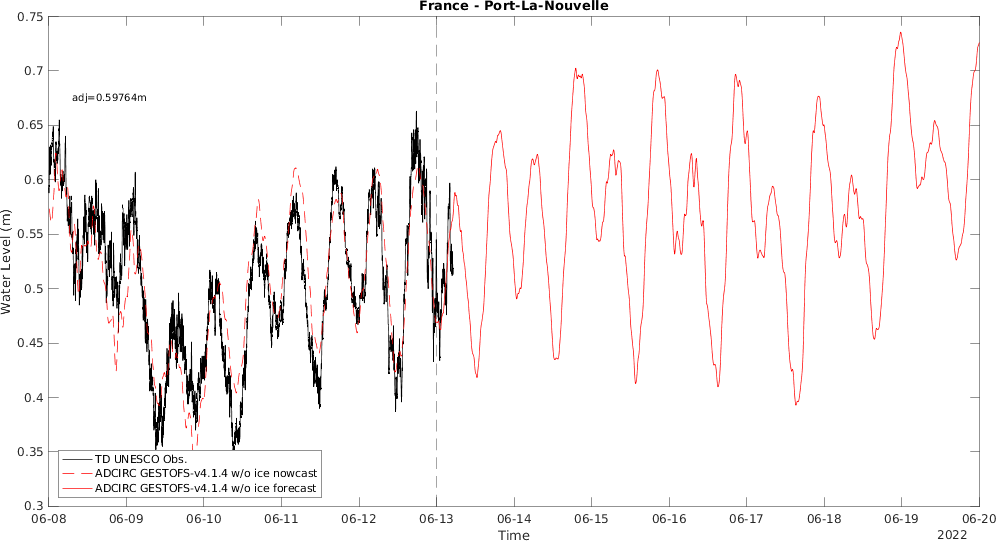 France - Port-La-Nouvelle
adj=0.59764m
Water Level (m)
0.75
0.7
0.65
0.6
0.55
0.5
0.45
0.4
0.35
0.3
TD UNESCO Obs.
ADCIRC GESTOFS-v4.1.4 w/o ice nowcast
ADCIRC GESTOFS-v4.1.4 w/o ice forecast
06-08 06-09 06-10 06-11 06-12 06-13 06-14 06-15 06-16 06-17 06-18 06-19 06-20
Time
2022